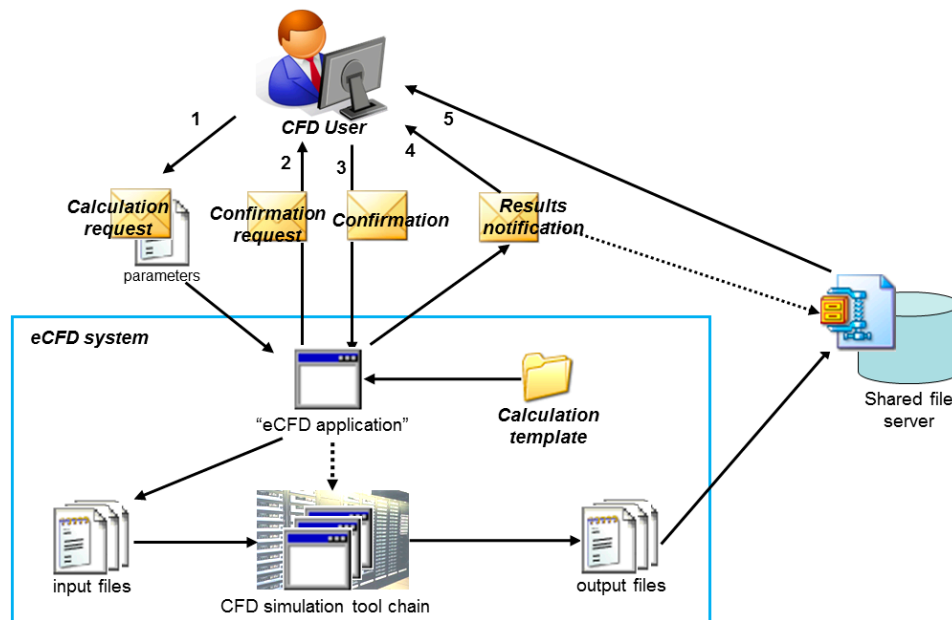 CFD User
1
2
3
4
5
Calculation
request
parameters
Confirmation
request
Confirmation
Results
notification
eCFD system
“eCFD application”
Calculation
template
Shared file
server
input files
CFD simulation tool chain
output files